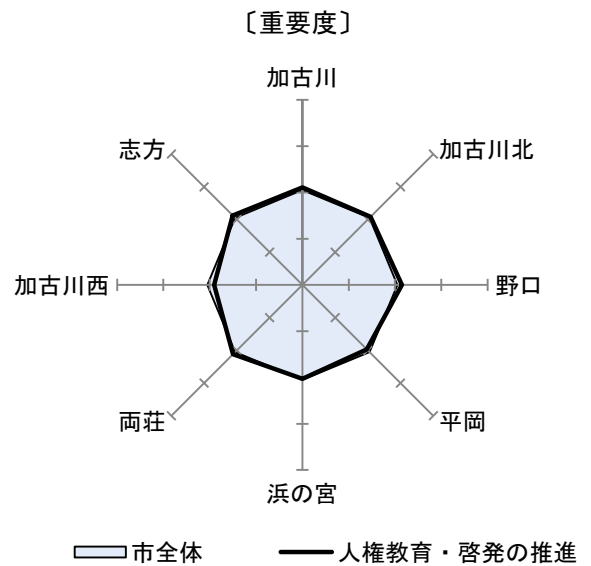 〔重要度〕
加古川
志方
加古川北
加古川西
野口
両荘
平岡
浜の宮
市全体
人権教育・啓発の推進